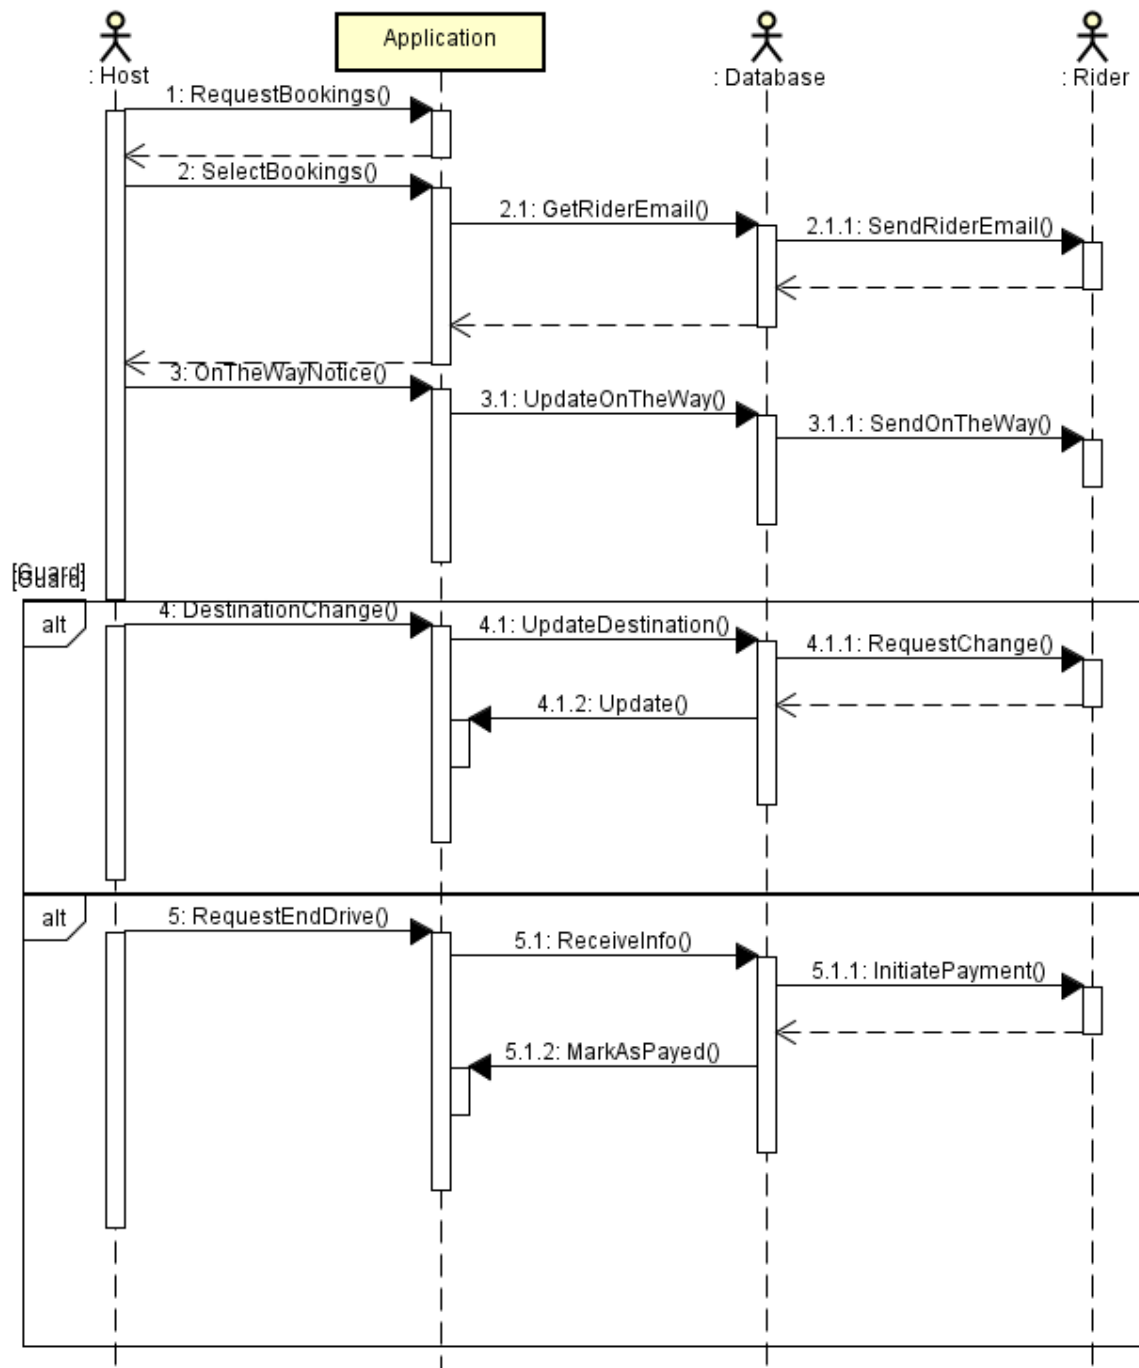 : Host
Application
: Database
: Rider
1: RequestBookings()
2: SelectBookings()
2.1: GetRiderEmail()
2.1.1: SendRiderEmail()
3: OnTheWayNotice()
3.1: UpdateOnTheWay()
3.1.1: SendOnTheWay()
[Guard]
[Guard]
alt
4: DestinationChange()
4.1: UpdateDestination()
4.1.1: RequestChange()
4.1.2: Update()
alt
5: RequestEndDrive()
5.1: ReceiveInfo()
5.1.1: InitiatePayment()
5.1.2: MarkAsPayed()